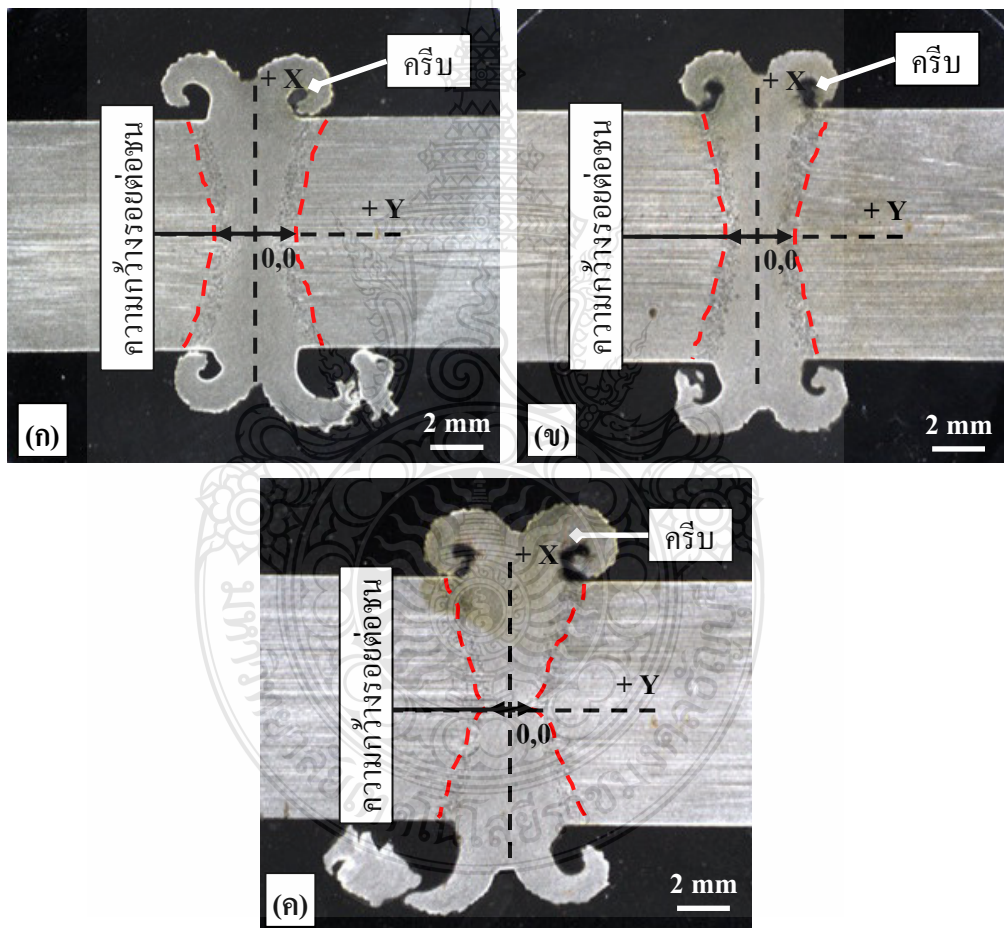 + X
ครีบ
ความกว้างรอยต่อชน
+ Y
0,0
(ก)
2 mm
+ X
ครีบ
ความกว้างรอยต่อชน
+ Y
0,0
(ข)
2 mm
+ X
ครีบ
ความกว้างรอยต่อชน
+ Y
0,0
(ค)
2 mm